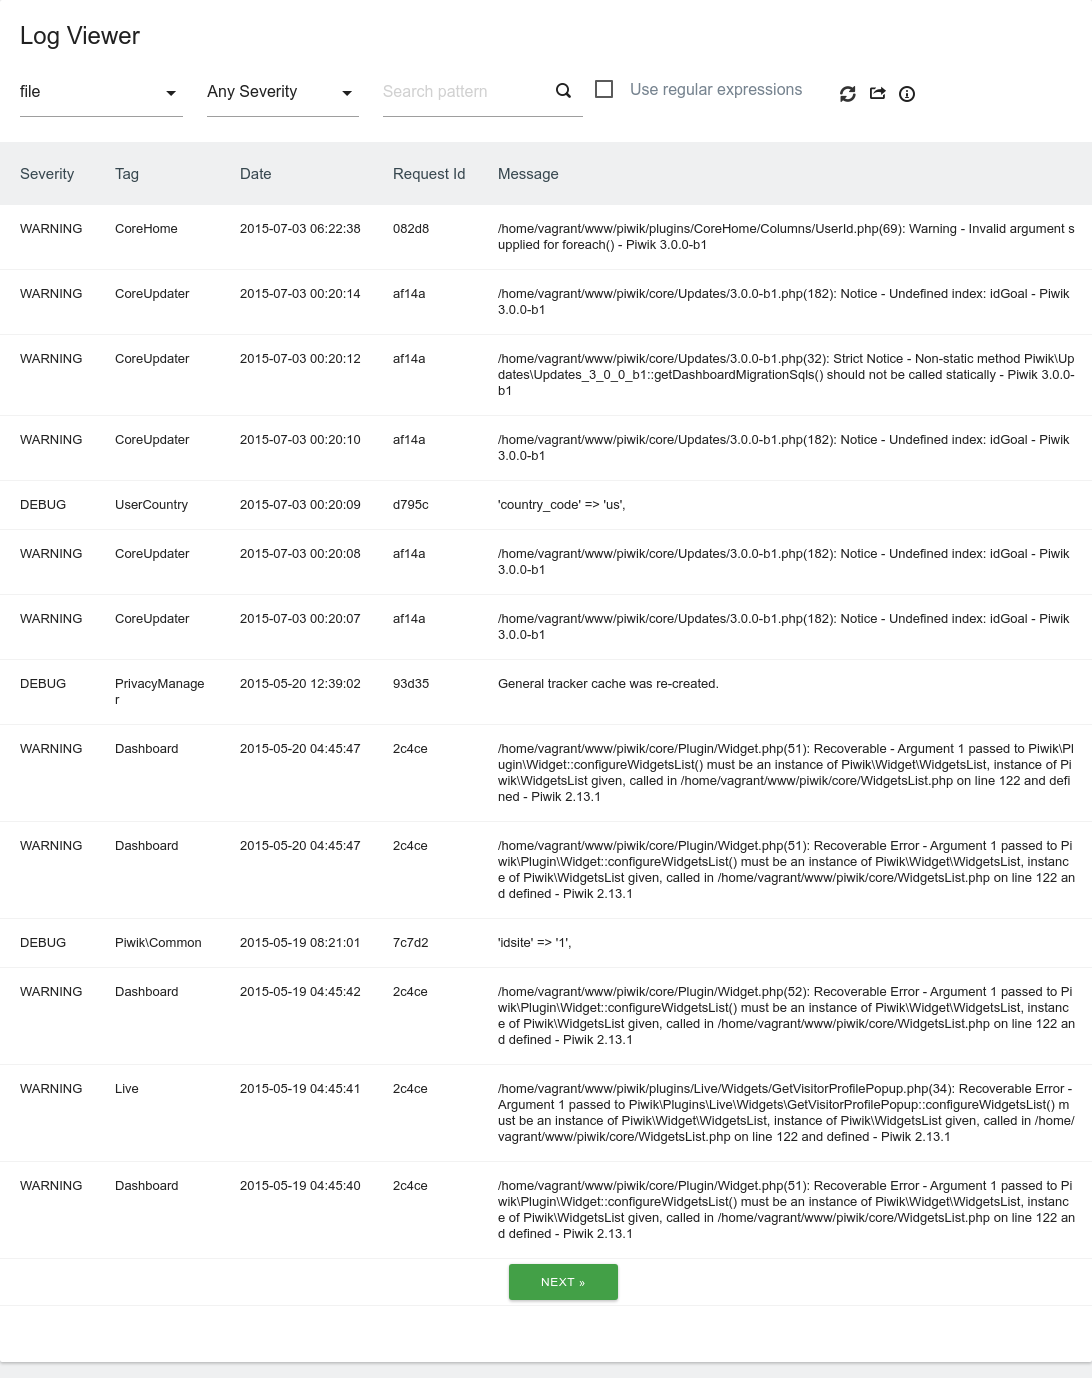 Log Viewer
file Any Severity Search pattern Use regular expressions
Severity Tag Date Request Id Message
WARNING CoreHome 2015-07-03 06:22:38 082d8 /home/vagrant/www/piwik/plugins/CoreHome/Columns/UserId.php(69): Warning - Invalid argument s
upplied for foreach() - Piwik 3.0.0-b1
WARNING CoreUpdater 2015-07-03 00:20:14 af14a /home/vagrant/www/piwik/core/Updates/3.0.0-b1.php(182): Notice - Undefined index: idGoal - Piwik
3.0.0-b1
WARNING CoreUpdater 2015-07-03 00:20:12 af14a /home/vagrant/www/piwik/core/Updates/3.0.0-b1.php(32): Strict Notice - Non-static method Piwik\Up
dates\Updates_3_0_0_b1::getDashboardMigrationSqls() should not be called statically - Piwik 3.0.0-
b1
WARNING CoreUpdater 2015-07-03 00:20:10 af14a /home/vagrant/www/piwik/core/Updates/3.0.0-b1.php(182): Notice - Undefined index: idGoal - Piwik
3.0.0-b1
DEBUG UserCountry 2015-07-03 00:20:09 d795c 'country_code' => 'us',
WARNING CoreUpdater 2015-07-03 00:20:08 af14a /home/vagrant/www/piwik/core/Updates/3.0.0-b1.php(182): Notice - Undefined index: idGoal - Piwik
3.0.0-b1
WARNING CoreUpdater 2015-07-03 00:20:07 af14a /home/vagrant/www/piwik/core/Updates/3.0.0-b1.php(182): Notice - Undefined index: idGoal - Piwik
3.0.0-b1
DEBUG PrivacyManage 2015-05-20 12:39:02 93d35 General tracker cache was re-created.
r
WARNING Dashboard 2015-05-20 04:45:47 2c4ce /home/vagrant/www/piwik/core/Plugin/Widget.php(51): Recoverable - Argument 1 passed to Piwik\Pl
ugin\Widget::configureWidgetsList() must be an instance of Piwik\Widget\WidgetsList, instance of Pi
wik\WidgetsList given, called in /home/vagrant/www/piwik/core/WidgetsList.php on line 122 and defi
ned - Piwik 2.13.1
WARNING Dashboard 2015-05-20 04:45:47 2c4ce /home/vagrant/www/piwik/core/Plugin/Widget.php(51): Recoverable Error - Argument 1 passed to Pi
wik\Plugin\Widget::configureWidgetsList() must be an instance of Piwik\Widget\WidgetsList, instanc
e of Piwik\WidgetsList given, called in /home/vagrant/www/piwik/core/WidgetsList.php on line 122 an
d defined - Piwik 2.13.1
DEBUG Piwik\Common 2015-05-19 08:21:01 7c7d2 'idsite' => '1',
WARNING Dashboard 2015-05-19 04:45:42 2c4ce /home/vagrant/www/piwik/core/Plugin/Widget.php(52): Recoverable Error - Argument 1 passed to Pi
wik\Plugin\Widget::configureWidgetsList() must be an instance of Piwik\Widget\WidgetsList, instanc
e of Piwik\WidgetsList given, called in /home/vagrant/www/piwik/core/WidgetsList.php on line 122 an
d defined - Piwik 2.13.1
WARNING Live 2015-05-19 04:45:41 2c4ce /home/vagrant/www/piwik/plugins/Live/Widgets/GetVisitorProfilePopup.php(34): Recoverable Error -
Argument 1 passed to Piwik\Plugins\Live\Widgets\GetVisitorProfilePopup::configureWidgetsList() m
ust be an instance of Piwik\Widget\WidgetsList, instance of Piwik\WidgetsList given, called in /home/
vagrant/www/piwik/core/WidgetsList.php on line 122 and defined - Piwik 2.13.1
WARNING Dashboard 2015-05-19 04:45:40 2c4ce /home/vagrant/www/piwik/core/Plugin/Widget.php(51): Recoverable Error - Argument 1 passed to Pi
wik\Plugin\Widget::configureWidgetsList() must be an instance of Piwik\Widget\WidgetsList, instanc
e of Piwik\WidgetsList given, called in /home/vagrant/www/piwik/core/WidgetsList.php on line 122 an
d defined - Piwik 2.13.1
NEXT »